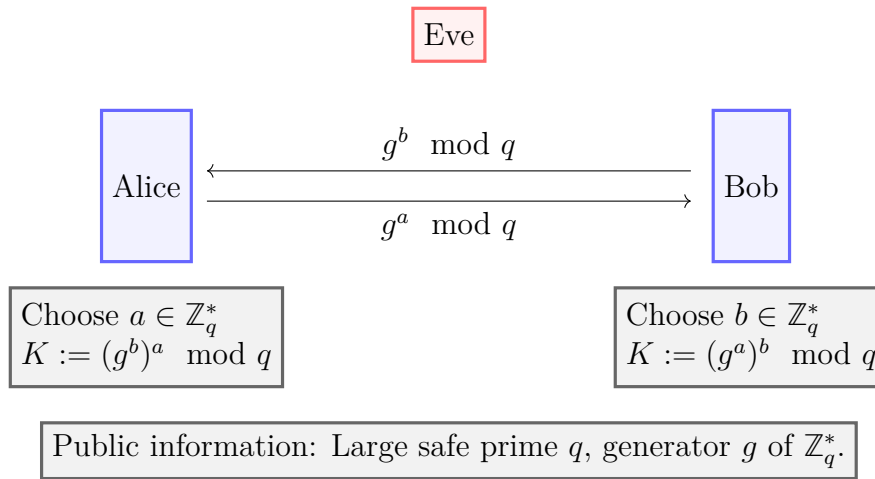 Eve
g^b mod q
Alice
Bob
g^a mod q
Choose a ∈ ℤ_q^*
K := (g^b)^a mod q
Choose b ∈ ℤ_q^*
K := (g^a)^b mod q
Public information: Large safe prime q, generator g of ℤ_q^*.